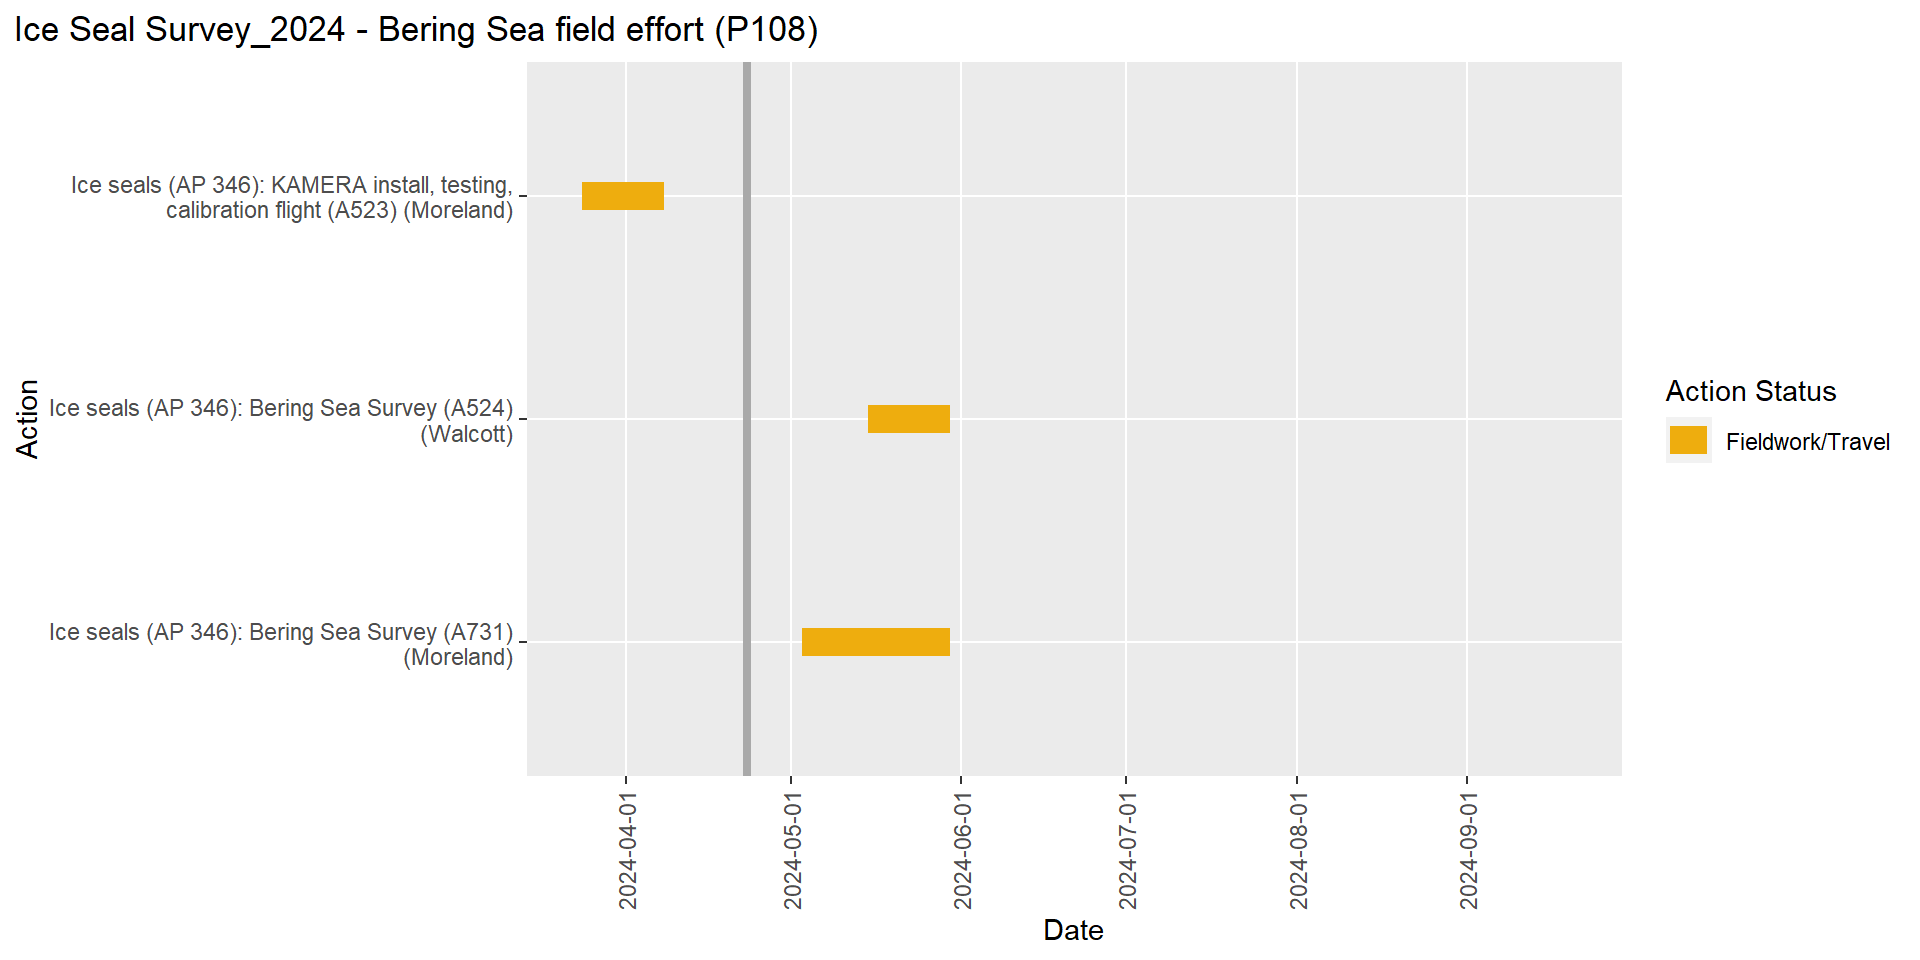 Ice Seal Survey_2024 - Bering Sea field effort (P108)
Ice seals (AP 346): KAMERA install, testing,
calibration flight (A523) (Moreland)
Ice seals (AP 346): Bering Sea Survey (A524)
(Walcott)
Ice seals (AP 346): Bering Sea Survey (A731)
(Moreland)
Action
2024-04-01
2024-05-01
2024-06-01
2024-07-01
2024-08-01
2024-09-01
Date
Action Status
Fieldwork/Travel